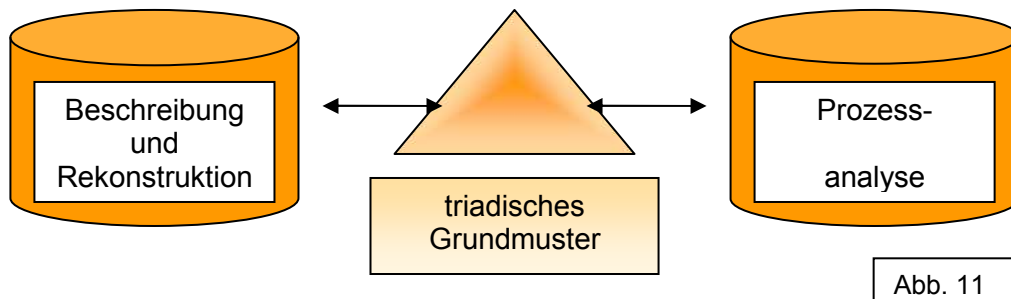 Beschreibung
und
Rekonstruktion
triadisches
Grundmuster
Prozess-
analyse
Abb. 11